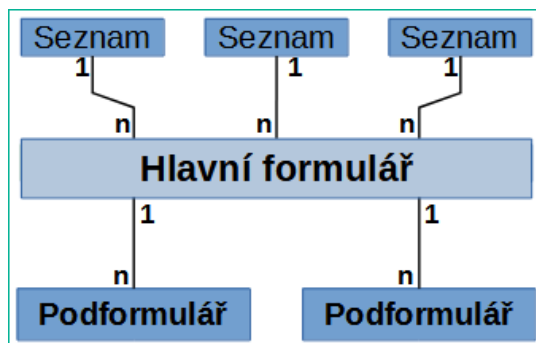 Seznam Seznam Seznam
1 1 1
n n n
Hlavní formulář
1 1
n n
Podformulář Podformulář